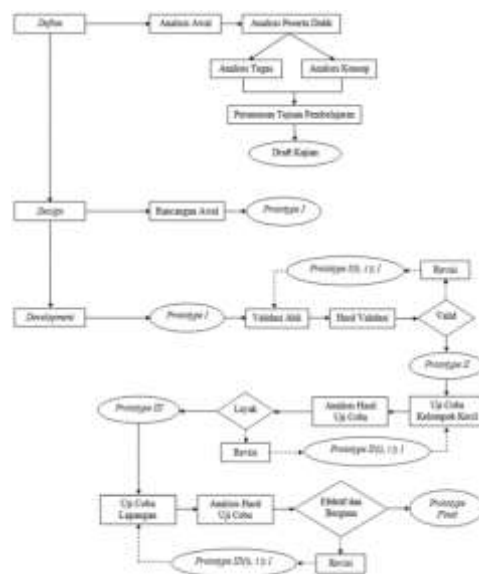 Define
Analisis Awal
Analisis Peserta Didik
Analisis Tugas
Analisis Konsep
Perumusan Tujuan Pembelajaran
Draft Kajian
Design
Rancangan Awal
Prototype I
Revisi
Development
Prototype I
Validasi Ahli
Hasil Validasi
Valid
Prototype II
Prototype III
Layak
Analisis Hasil
Uji Coba
Uji Coba
Kelompok Kecil
Revisi
Uji Coba
Lapangan
Analisis Hasil
Uji Coba
Efektif dan
Prototype
Final
Revisi